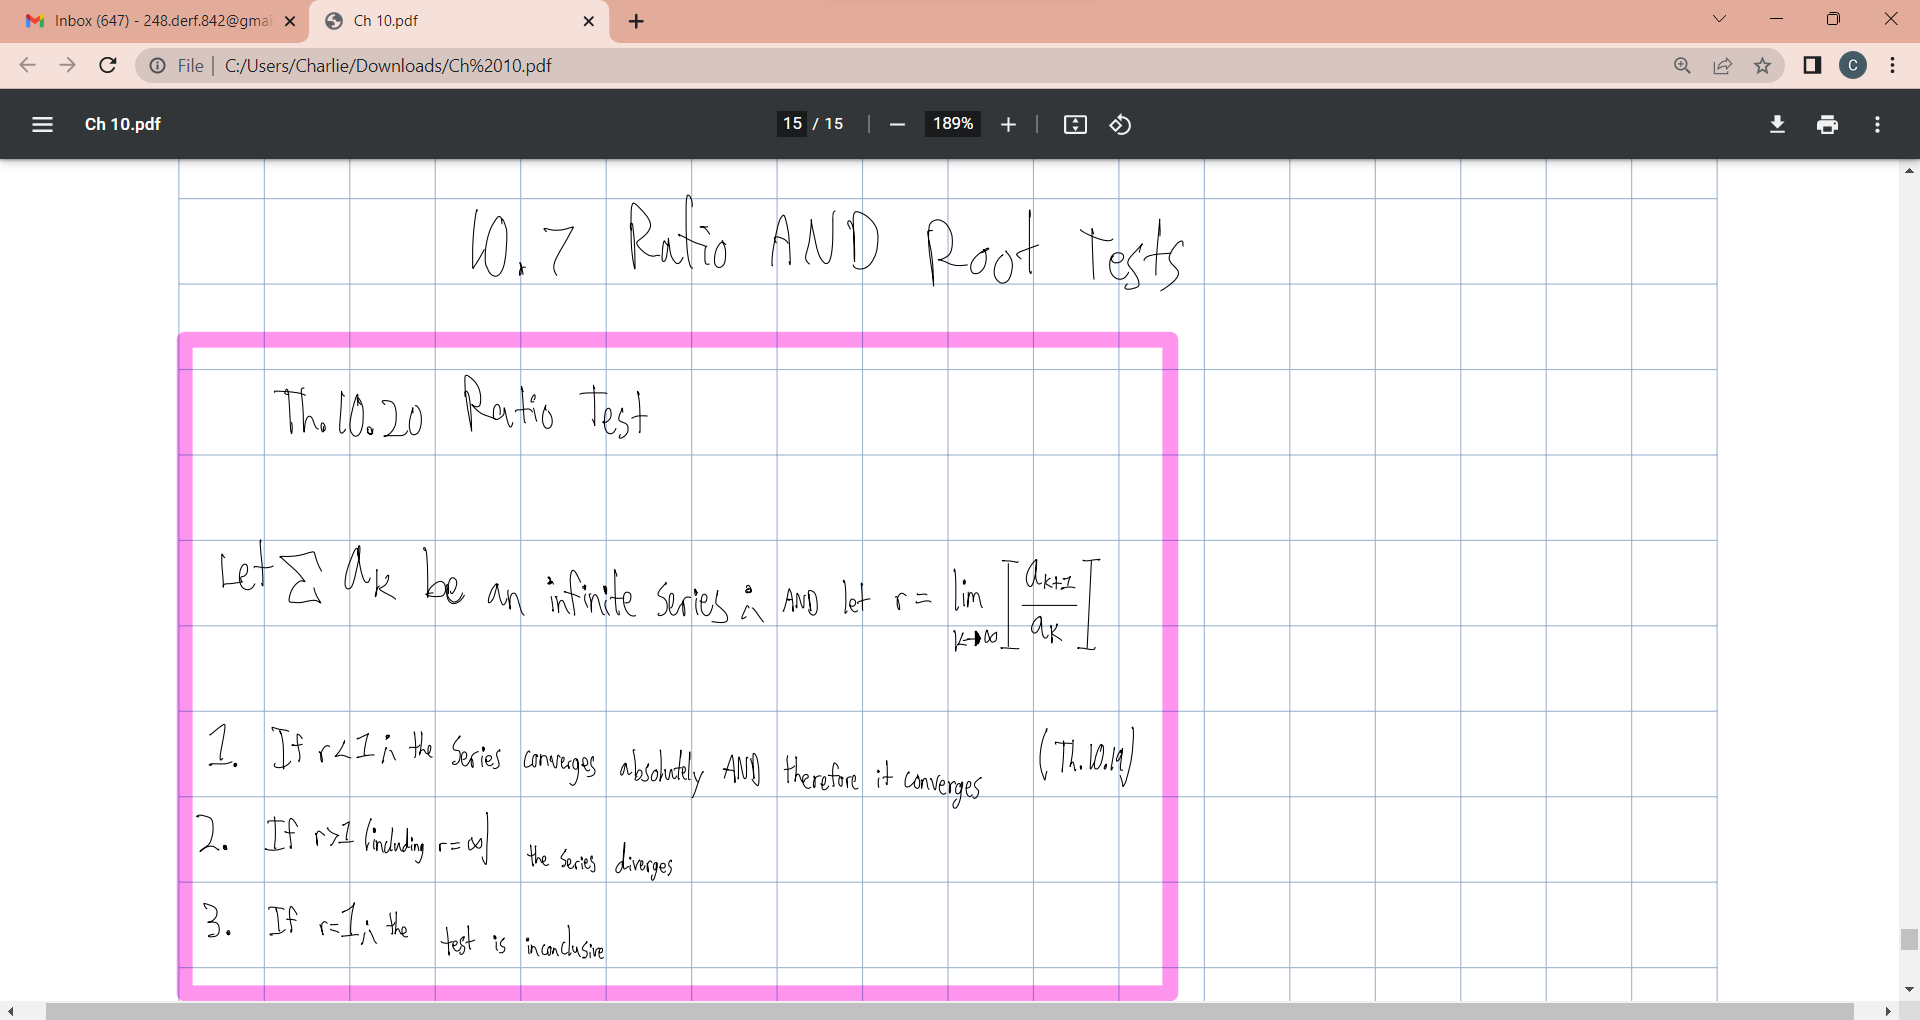 Inbox (647) - 248.derf.842@gmai
Ch 10.pdf
File | C:/Users/Charlie/Downloads/Ch%2010.pdf
C
Ch 10.pdf
15 / 15
189%
10.7 Ratio AND Root Tests
Th.10.20 Ratio Test
Let ∑ aₖ be an infinite series ; AND let r = lim k→∞ [aₖ₊₁ / aₖ]
1. If r<1 ; the Series converges absolutely AND therefore it converges (Th.10.19)
2. If r>1 (including r=∞) the series diverges
3. If r=1 ; the test is inconclusive